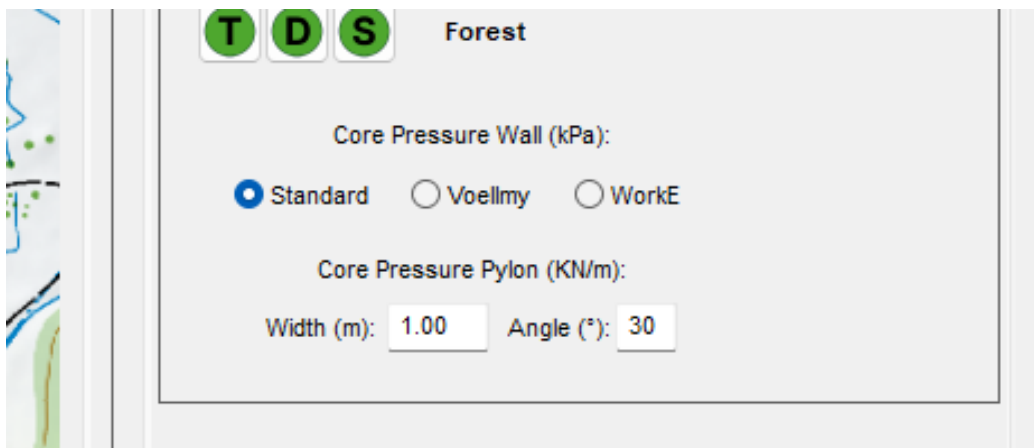 T D S Forest
Core Pressure Wall (kPa):
Standard Voellmy WorkE
Core Pressure Pylon (KN/m):
Width (m): 1.00 Angle (°): 30